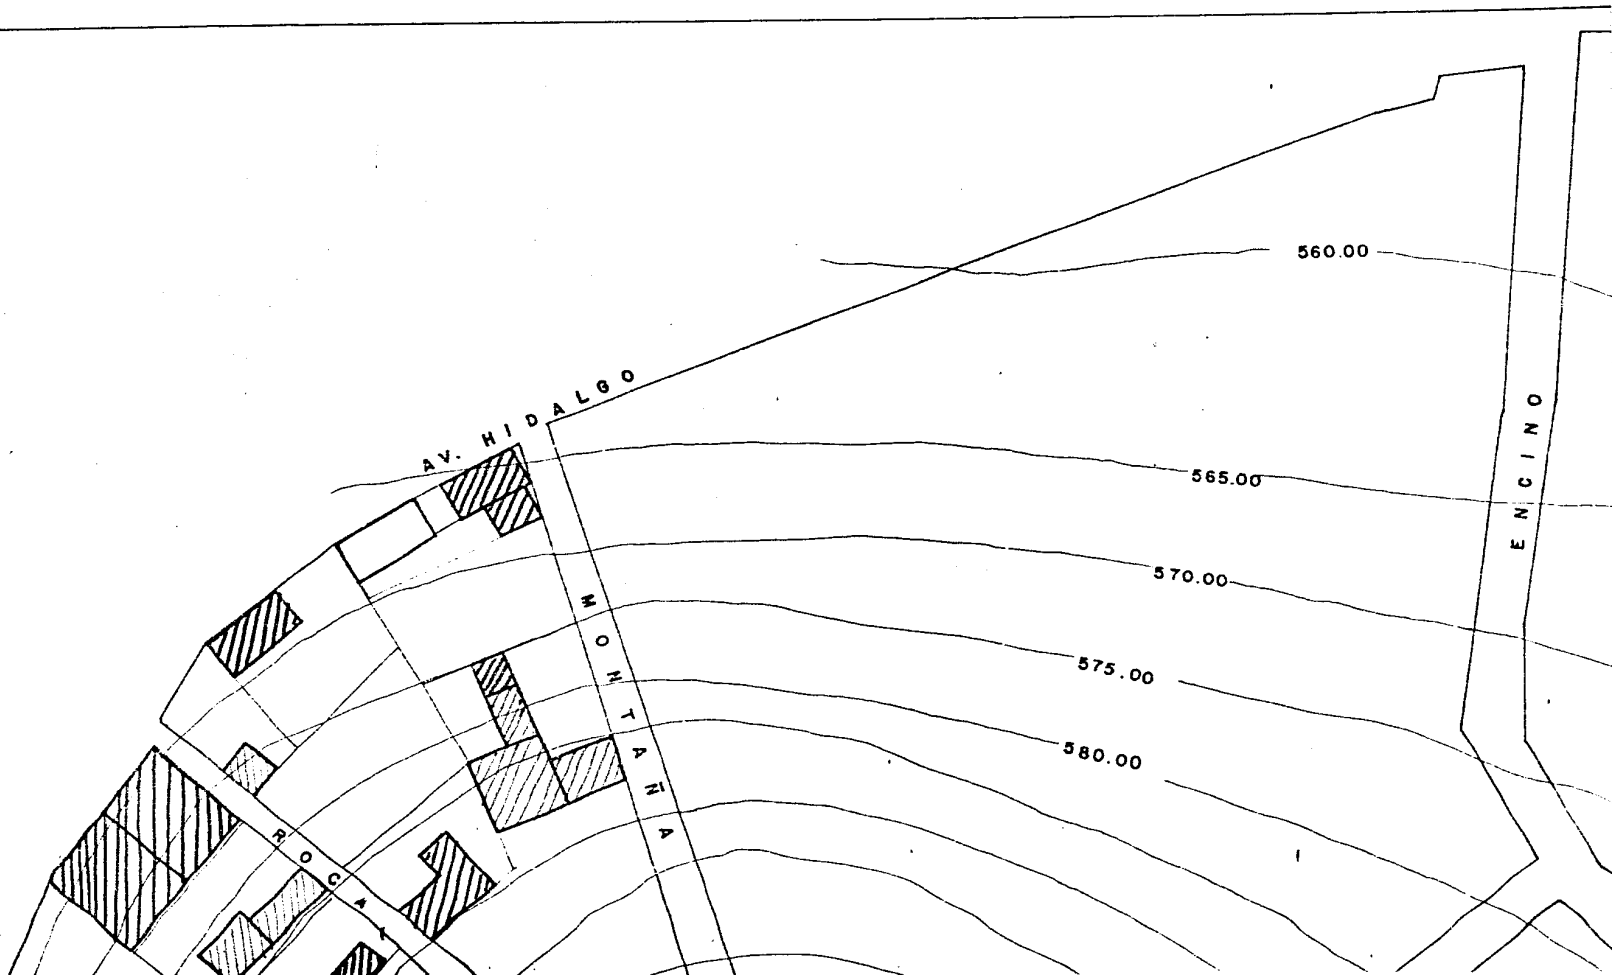 560.00
AV. HIDALGO
565.00
ENCINO
570.00
MONTAÑA
575.00
580.00
ROCA Y